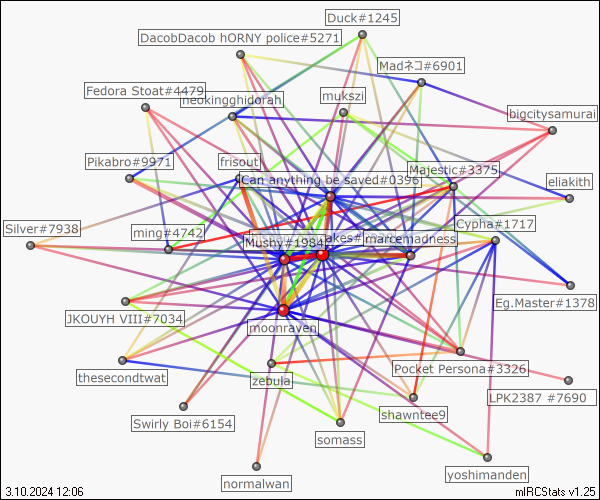 Duck#1245
DacobDacob hORNY police#5271
Madネコ#6901
Fedora Stoat#4479
neokingghidorah
mukszi
bigcitysamurai
Pikabro#9971
frisout
Can anything be saved#0396
Majestic#3375
eliakith
Silver#7938
ming#4742
Mushy#1984
akes#
marcemadness
Cypha#1717
Eg.Master#1378
JKOUYH VIII#7034
moonraven
thesecondtwat
zebula
Pocket Persona#3326
LPK2387 #7690
Swirly Boi#6154
shawntee9
somass
normalwan
yoshimanden
3.10.2024 12:06
mIRCStats v1.25